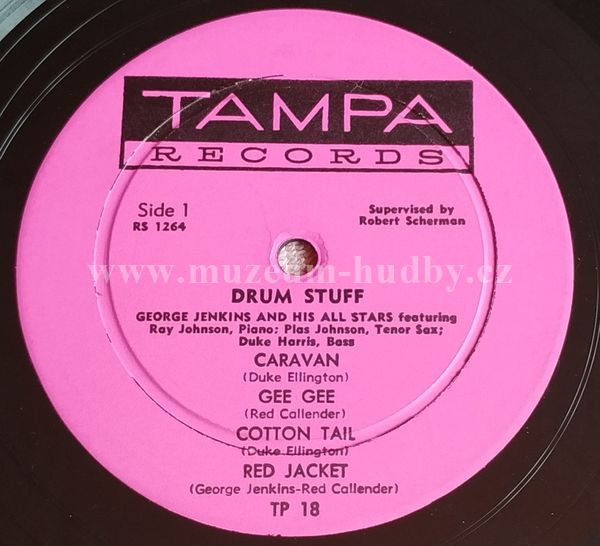 TAMPA
RECORDS
Side 1
RS 1264
Supervised by
Robert Scherman
www.muzeum-hudby.cz
DRUM STUFF
GEORGE JENKINS AND HIS ALL STARS featuring
Ray Johnson, Piano; Plas Johnson, Tenor Sax;
Duke Harris, Bass
CARAVAN
(Duke Ellington)
GEE GEE
(Red Callender)
COTTON TAIL
(Duke Ellington)
RED JACKET
(George Jenkins-Red Callender)
TP 18